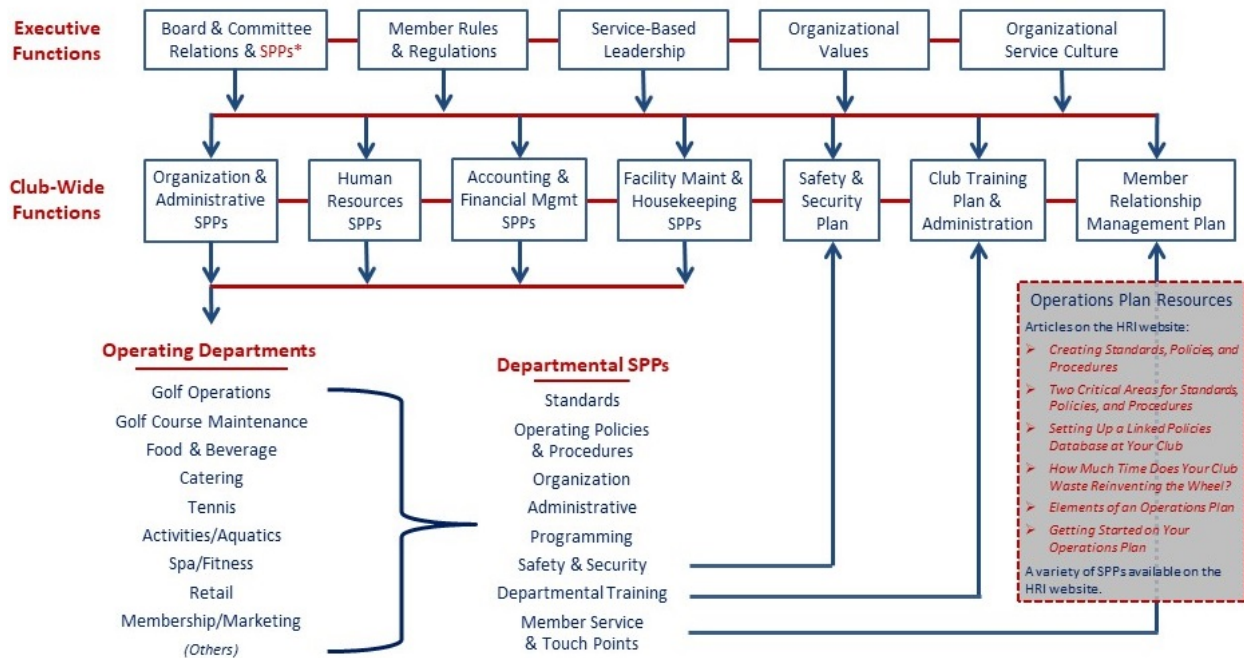 Executive
Functions
Board & Committee
Relations & SPPs*
Member Rules
& Regulations
Service-Based
Leadership
Organizational
Values
Organizational
Service Culture
Club-Wide
Functions
Organization &
Administrative
SPPs
Human
Resources
SPPs
Accounting &
Financial Mgmt
SPPs
Facility Maint &
Housekeeping
SPPs
Safety &
Security
Plan
Club Training
Plan &
Administration
Member
Relationship
Management Plan
Operating Departments
Golf Operations
Golf Course Maintenance
Food & Beverage
Catering
Tennis
Activities/Aquatics
Spa/Fitness
Retail
Membership/Marketing
(Others)
Departmental SPPs
Standards
Operating Policies
& Procedures
Organization
Administrative
Programming
Safety & Security
Departmental Training
Member Service
& Touch Points
Operations Plan Resources
Articles on the HRI website:
Creating Standards, Policies, and
Procedures
Two Critical Areas for Standards,
Policies, and Procedures
Setting Up a Linked Policies
Database at Your Club
How Much Time Does Your Club
Waste Reinventing the Wheel?
Elements of an Operations Plan
Getting Started on Your
Operations Plan
A variety of SPPs available on the
HRI website.